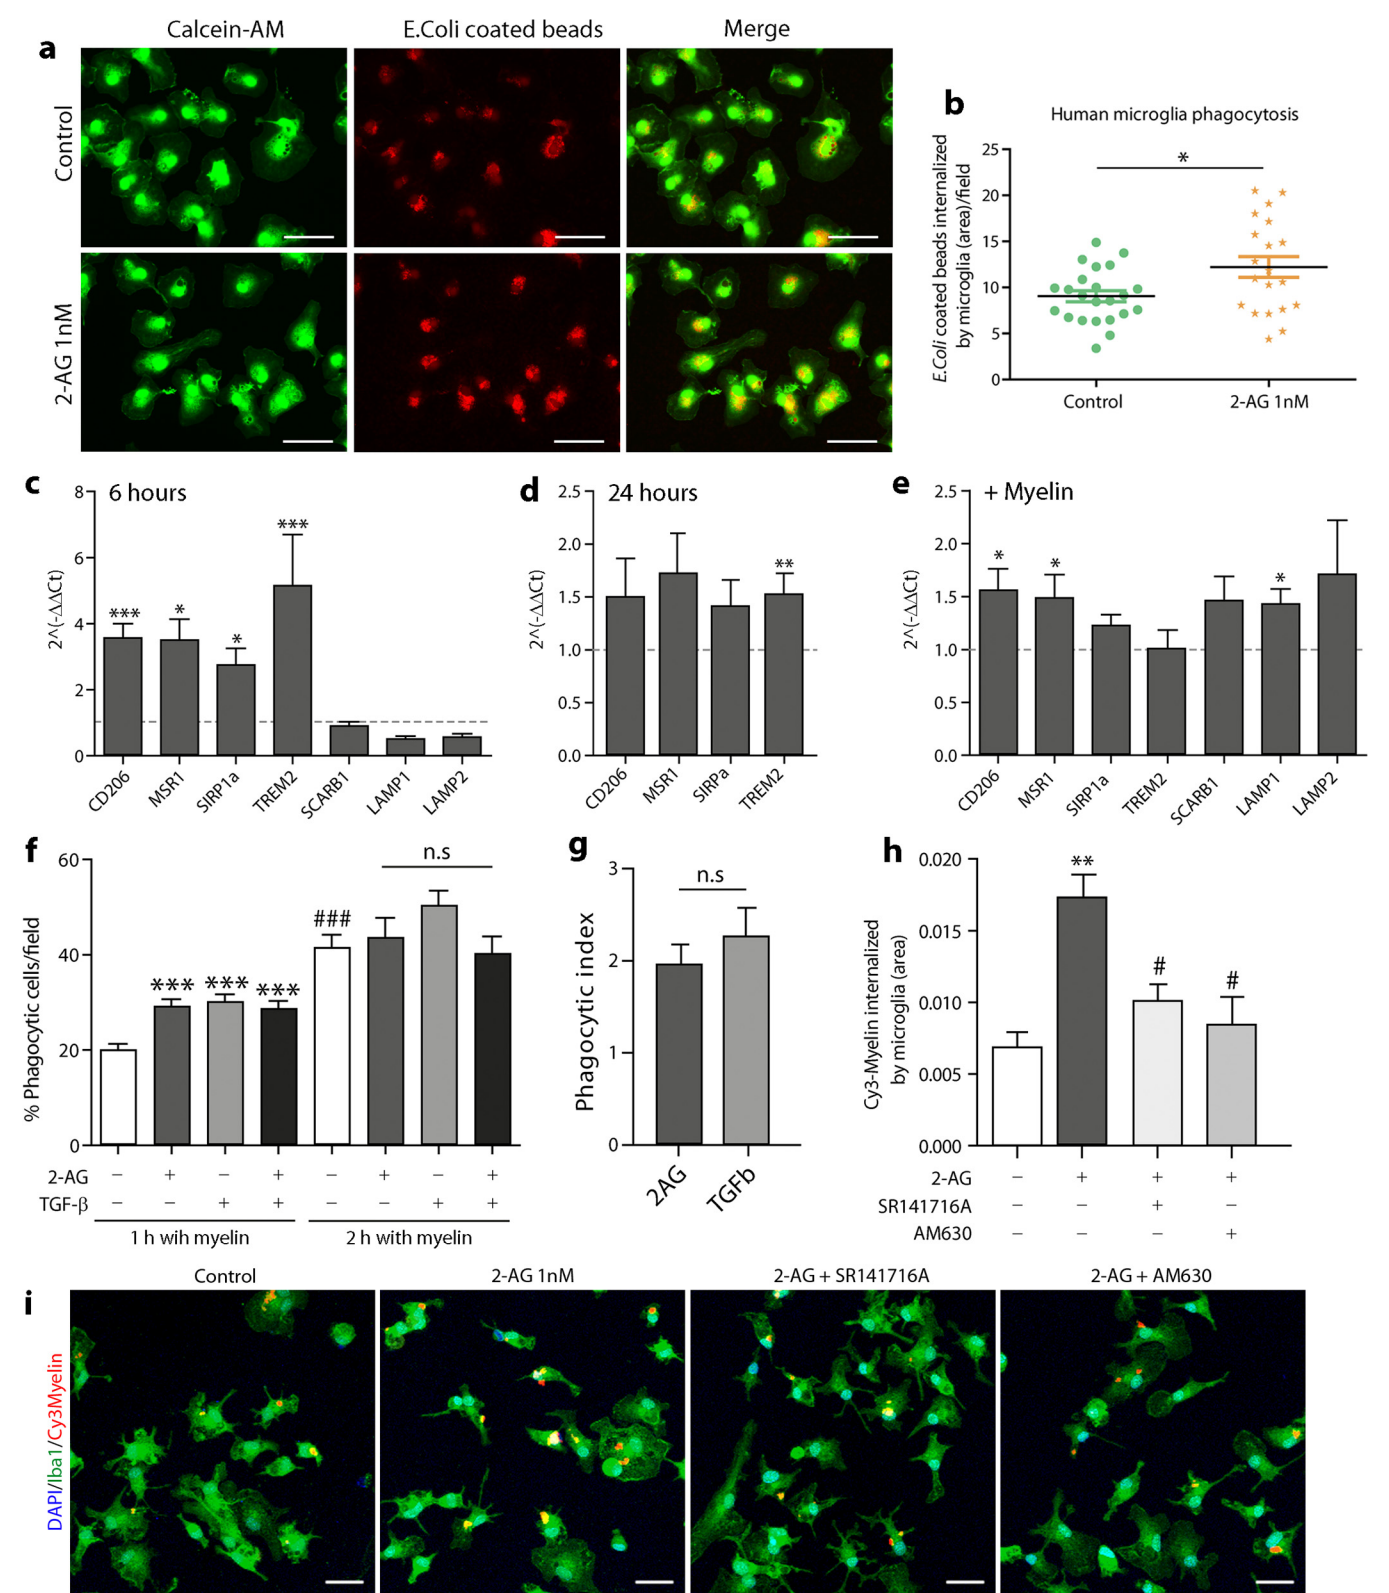 a
Calcein-AM
E.Coli coated beads
Merge
Control
2-AG 1nM
b
Human microglia phagocytosis
E.Coli coated beads internalized
by microglia (area)/field
25
20
15
10
5
0
*
Control
2-AG 1nM
c
6 hours
2^(-ΔΔCt)
8
6
4
2
0
***
*
*
***
CD206
MSR1
SIRP1a
TREM2
SCARB1
LAMP1
LAMP2
d
24 hours
2^(-ΔΔCt)
2.5
2.0
1.5
1.0
0.5
0.0
**
CD206
MSR1
SIRPa
TREM2
e
+ Myelin
2^(-ΔΔCt)
2.5
2.0
1.5
1.0
0.5
0.0
*
*
*
CD206
MSR1
SIRP1a
TREM2
SCARB1
LAMP1
LAMP2
f
% Phagocytic cells/field
60
40
20
0
***
***
***
###
n.s
2-AG − + − + − + − +
TGF-β − − + + − − + +
1 h wih myelin
2 h with myelin
g
Phagocytic index
3
2
1
0
n.s
2AG
TGFb
h
Cy3-Myelin internalized
by microglia (area)
0.020
0.015
0.010
0.005
0.000
**
#
#
2-AG − + + +
SR141716A − − + −
AM630 − − − +
i
Control
2-AG 1nM
2-AG + SR141716A
2-AG + AM630
DAPI/Iba1/Cy3Myelin